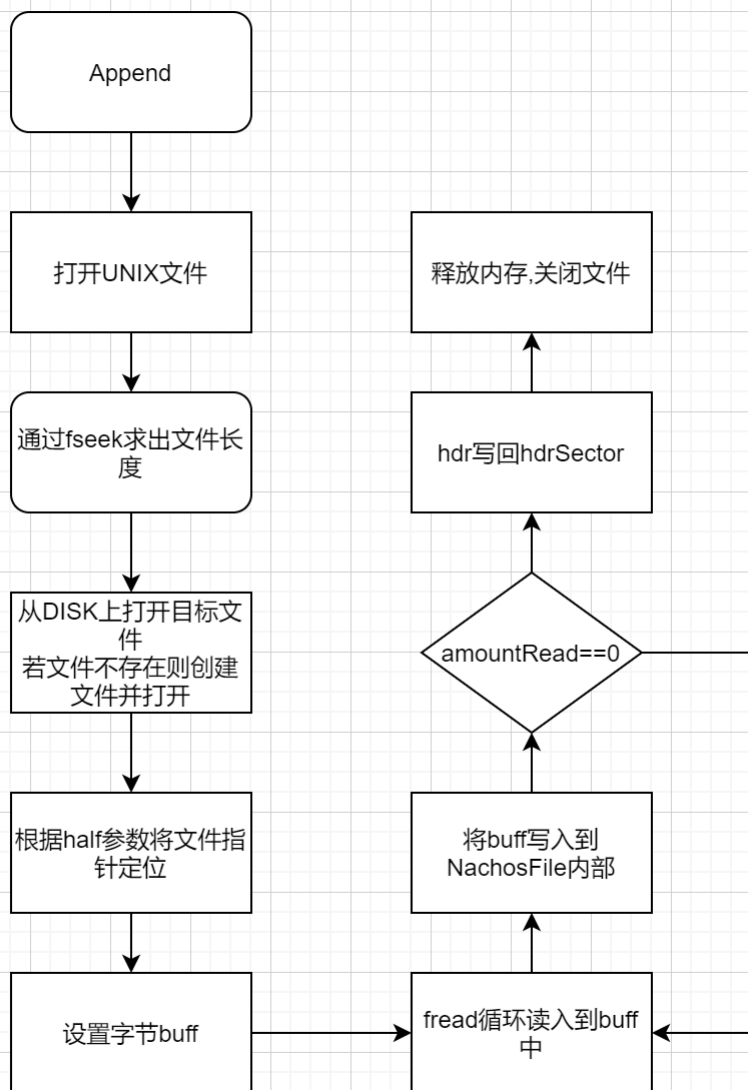 Append
打开UNIX文件
通过fseek求出文件长
度
从DISK上打开目标文
件
若文件不存在则创建
文件并打开
根据half参数将文件指
针定位
设置字节buff
fread循环读入到buff
中
将buff写入到
NachosFile内部
amountRead==0
hdr写回hdrSector
释放内存,关闭文件